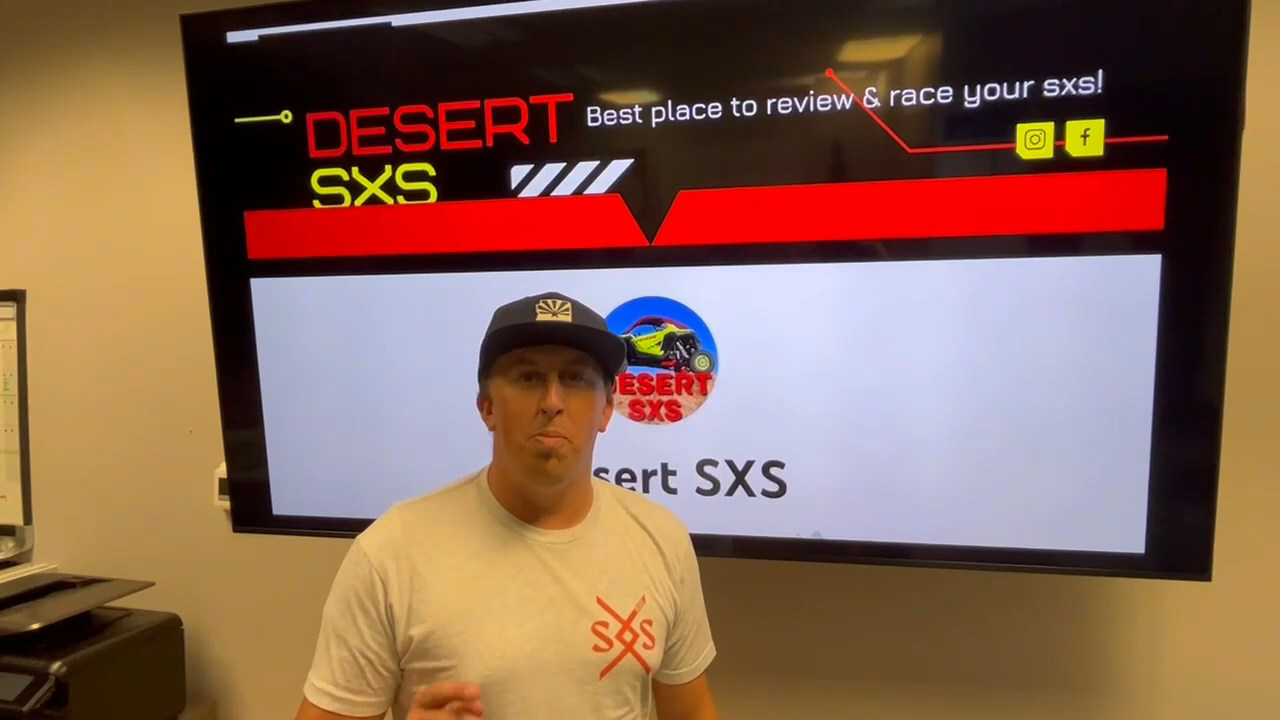 DESERT
SXS
Best place to review & race your sxs!
DESERT
SXS
sert SXS
SXS